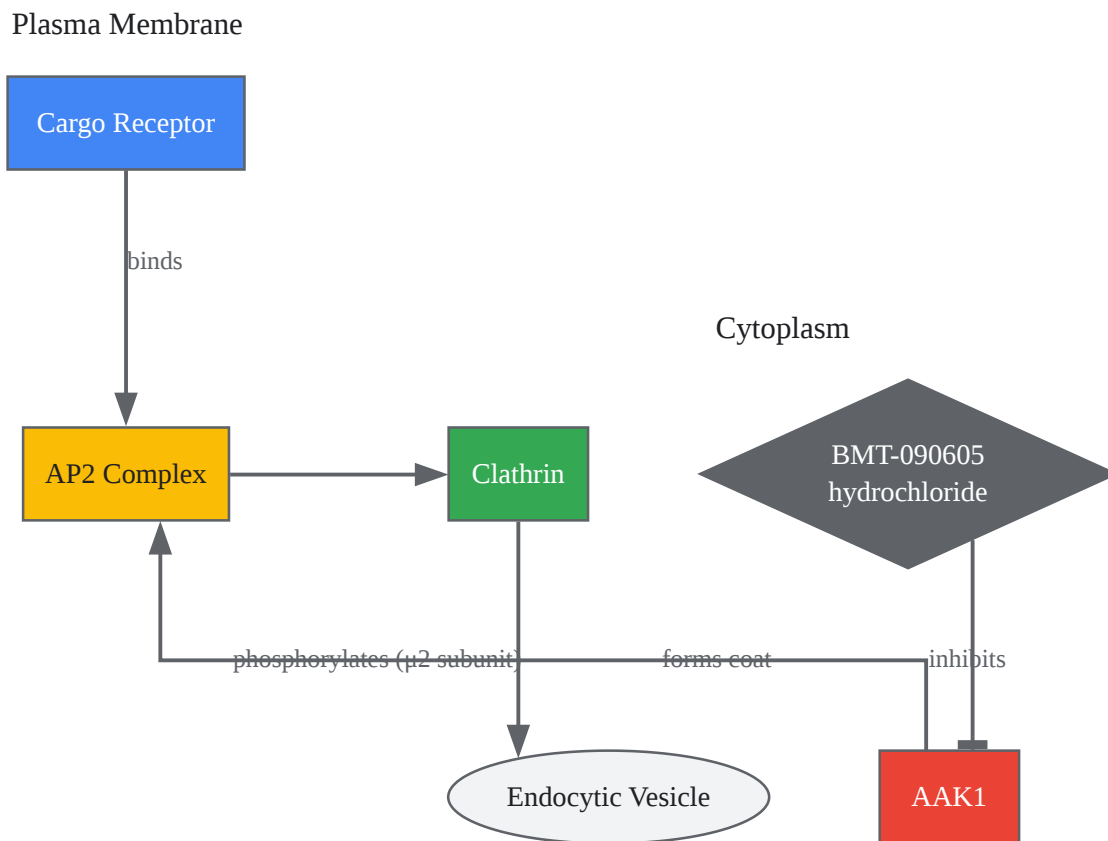 Plasma Membrane
Cargo Receptor
binds
Cytoplasm
AP2 Complex
Clathrin
BMT-090605
hydrochloride
phosphorylates (μ2 subunit)
forms coat
inhibits
Endocytic Vesicle
AAK1